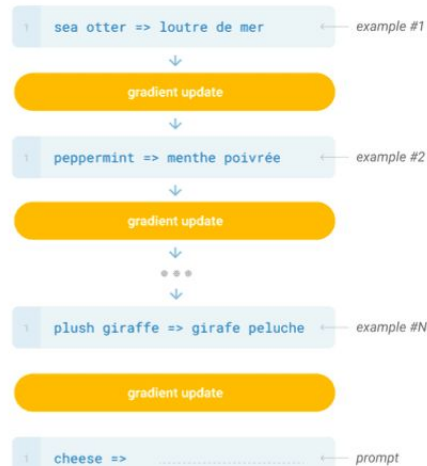 1 sea otter => loutre de mer ← example #1
↓
gradient update
↓
1 peppermint => menthe poivrée ← example #2
↓
gradient update
↓
•••
↓
1 plush giraffe => girafe peluche ← example #N
gradient update
1 cheese => .............................. ← prompt